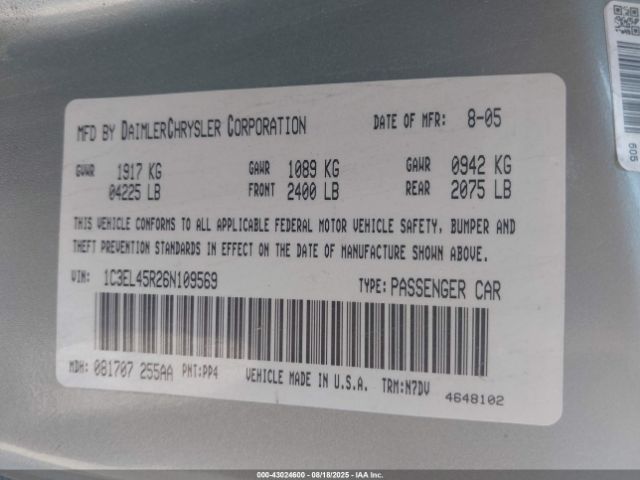 MFD BY DAIMLERCHRYSLER CORPORATION DATE OF MFR: 8-05
GVWR 1917 KG GAWR 1089 KG GAWR 0942 KG
04225 LB FRONT 2400 LB REAR 2075 LB
THIS VEHICLE CONFORMS TO ALL APPLICABLE FEDERAL MOTOR VEHICLE SAFETY, BUMPER AND
THEFT PREVENTION STANDARDS IN EFFECT ON THE DATE OF MANUFACTURE SHOWN ABOVE.
VIN: 1C3EL45R26N109569 TYPE: PASSENGER CAR
MDH: 081707 255AA PNT:PP4 VEHICLE MADE IN U.S.A. TRM:N7DV
4648102
505
000-43024600 - 08/18/2025 - IAA Inc.